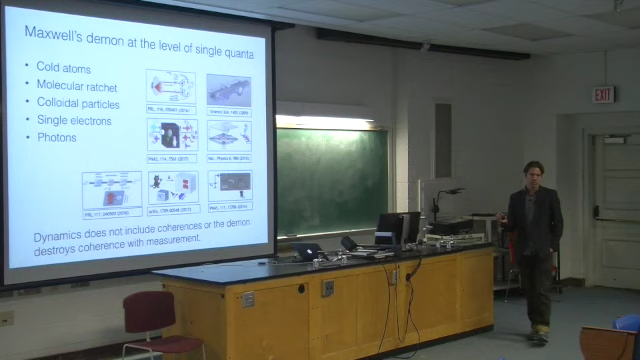 Maxwell's demon at the level of single quanta
• Cold atoms
• Molecular ratchet
• Colloidal particles
• Single electrons
• Photons
Dynamics does not include coherences or the demon
destroys coherence with measurement.
EXIT